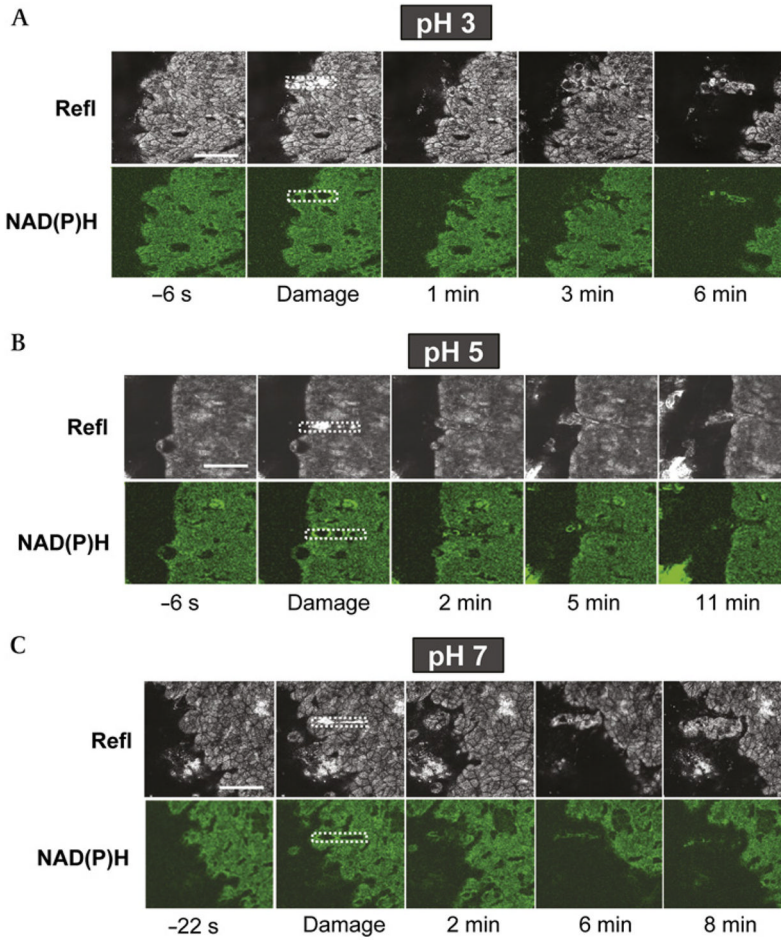 A
pH 3
Refl
NAD(P)H
–6 s Damage 1 min 3 min 6 min
B
pH 5
Refl
NAD(P)H
–6 s Damage 2 min 5 min 11 min
C
pH 7
Refl
NAD(P)H
–22 s Damage 2 min 6 min 8 min